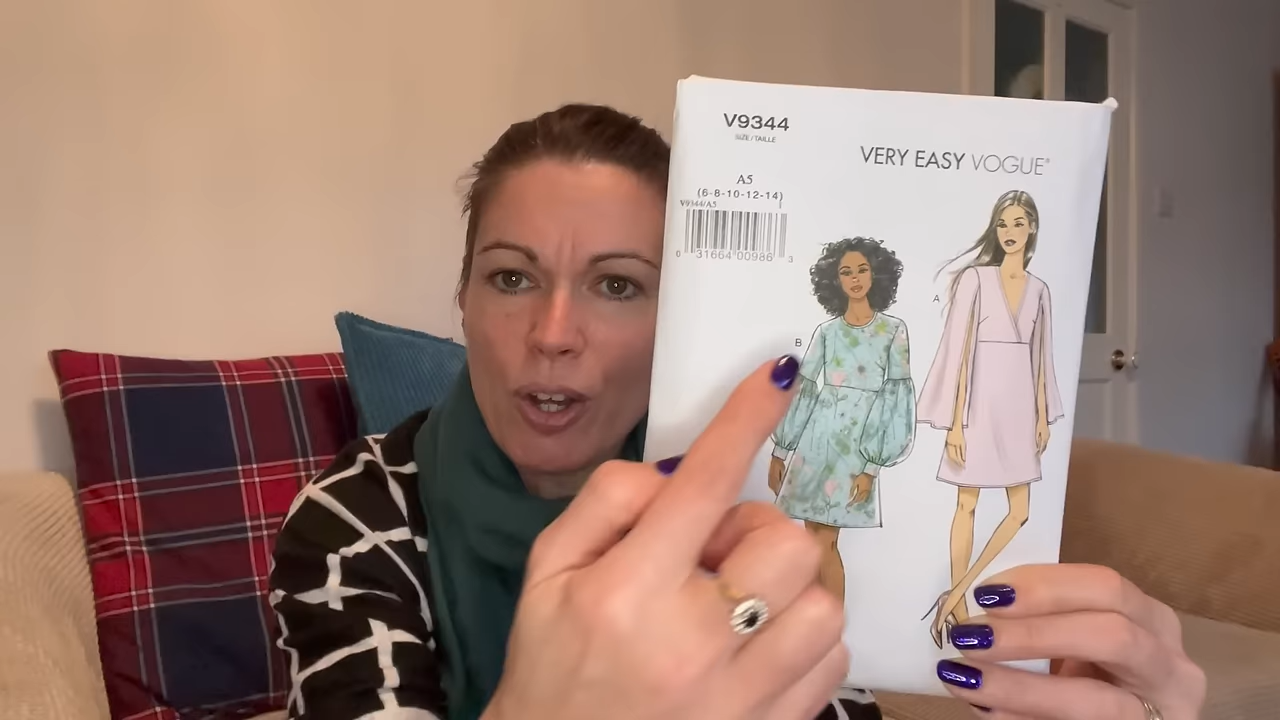 V9344
SIZE / TAILLE
VERY EASY VOGUE®
A5
(6-8-10-12-14)
V9344/A5
0 31664 00986 3
A
B